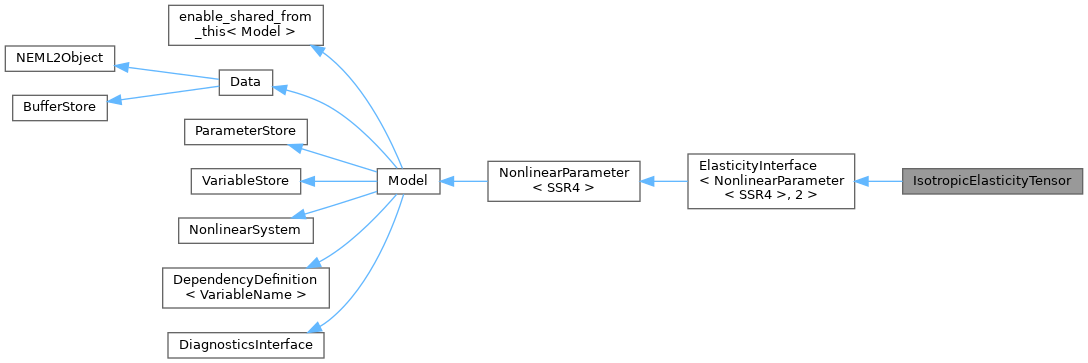 enable_shared_from
_this< Model >
NEML2Object
Data
BufferStore
ParameterStore
VariableStore
Model
NonlinearParameter
< SSR4 >
ElasticityInterface
< NonlinearParameter
< SSR4 >, 2 >
IsotropicElasticityTensor
NonlinearSystem
DependencyDefinition
< VariableName >
DiagnosticsInterface